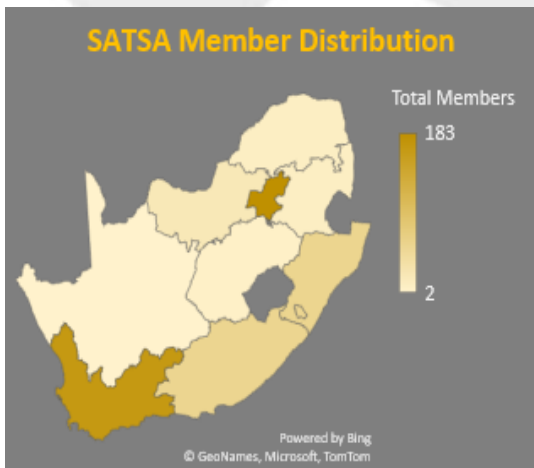 SATSA Member Distribution
Total Members
183
2
Powered by Bing
© GeoNames, Microsoft, TomTom